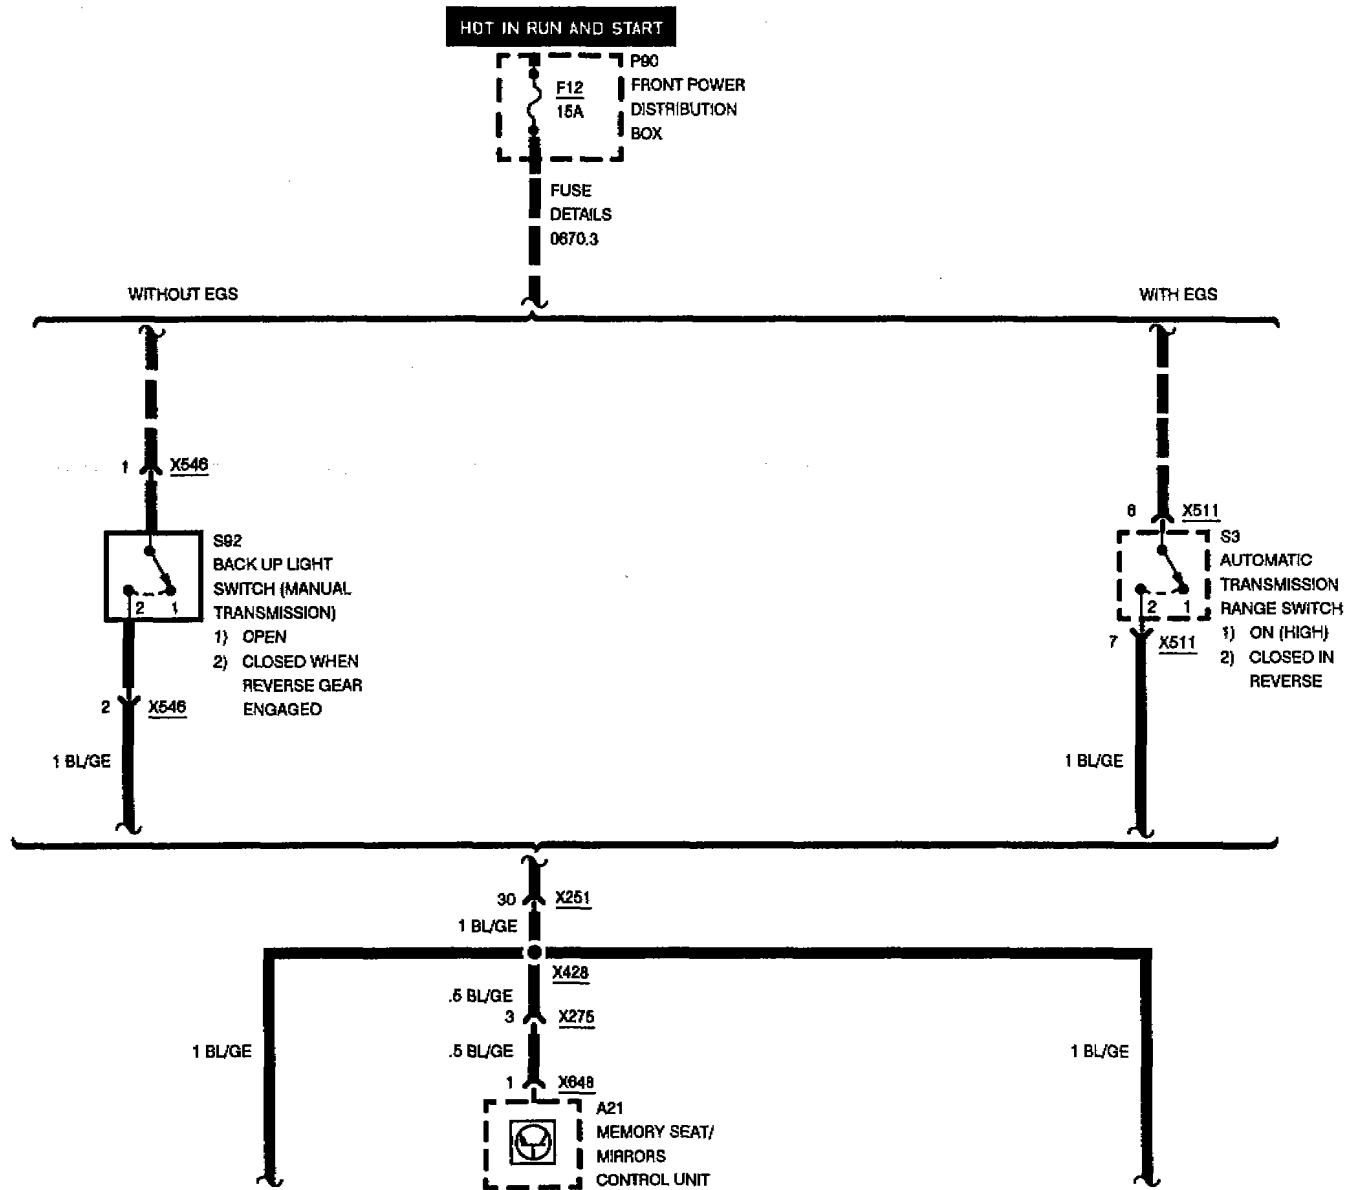 HOT IN RUN AND START
P90
FRONT POWER
DISTRIBUTION
BOX
F12
15A
FUSE
DETAILS
0670.3
WITHOUT EGS
WITH EGS
1 X546
S92
BACK UP LIGHT
SWITCH (MANUAL
TRANSMISSION)
1) OPEN
2) CLOSED WHEN
REVERSE GEAR
ENGAGED
2 1
2 X546
1 BL/GE
6 X511
S3
AUTOMATIC
TRANSMISSION
RANGE SWITCH
1) ON (HIGH)
2) CLOSED IN
REVERSE
2 1
7 X511
1 BL/GE
30 X251
1 BL/GE
X428
.5 BL/GE
3 X275
1 BL/GE
.5 BL/GE
1 BL/GE
1 X648
A21
MEMORY SEAT/
MIRRORS
CONTROL UNIT